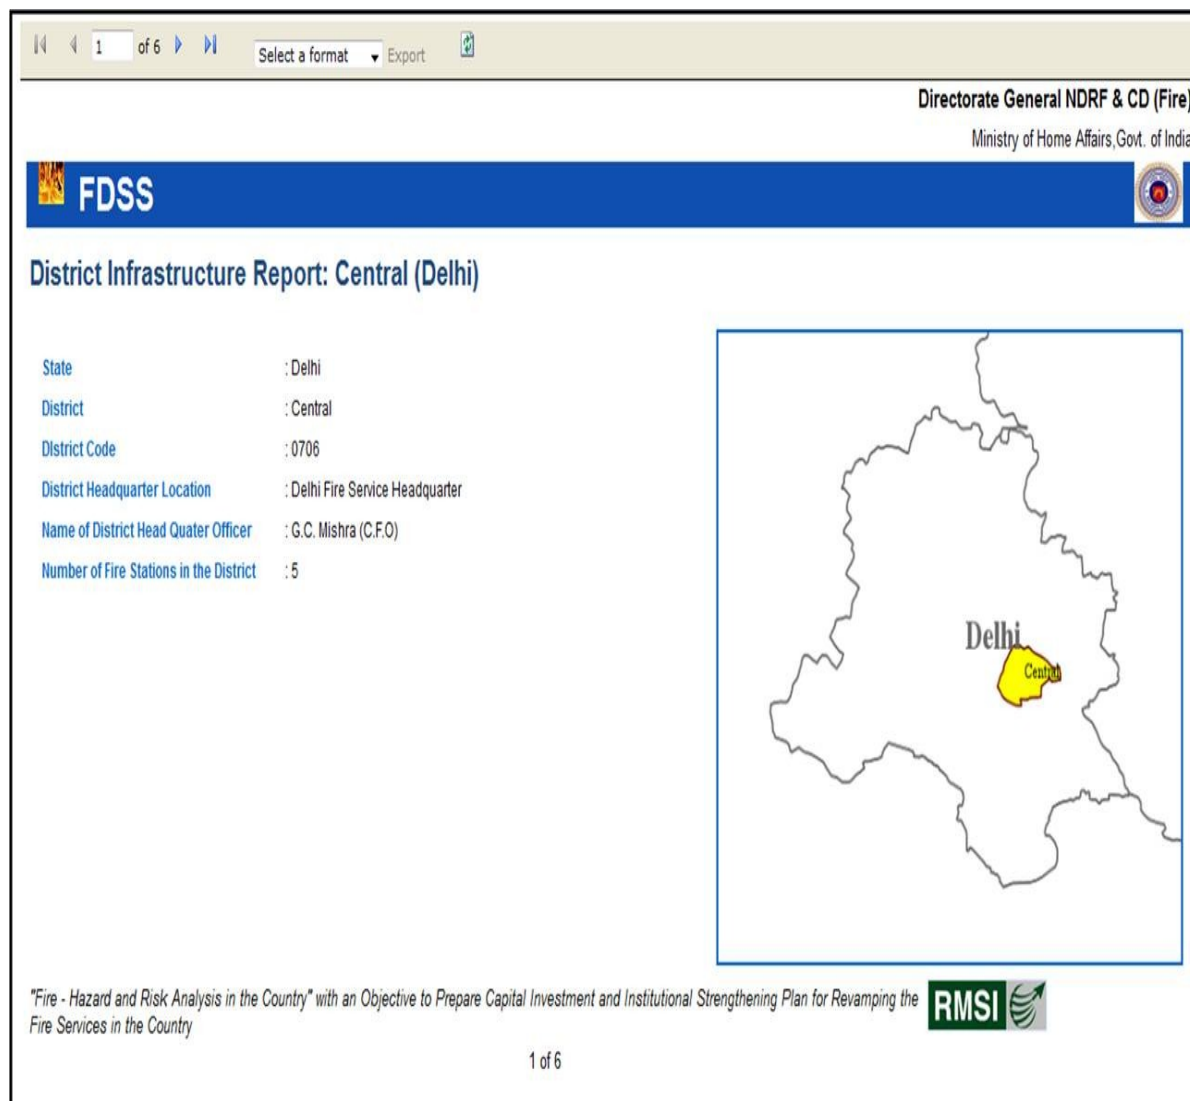 1 of 6 Select a format Export
Directorate General NDRF & CD (Fire)
Ministry of Home Affairs,Govt. of India
FDSS
District Infrastructure Report: Central (Delhi)
State : Delhi
District : Central
DIstrict Code : 0706
District Headquarter Location : Delhi Fire Service Headquarter
Name of District Head Quater Officer : G.C. Mishra (C.F.O)
Number of Fire Stations in the District : 5
Delhi
Central
"Fire - Hazard and Risk Analysis in the Country" with an Objective to Prepare Capital Investment and Institutional Strengthening Plan for Revamping the
Fire Services in the Country
RMSI
1 of 6